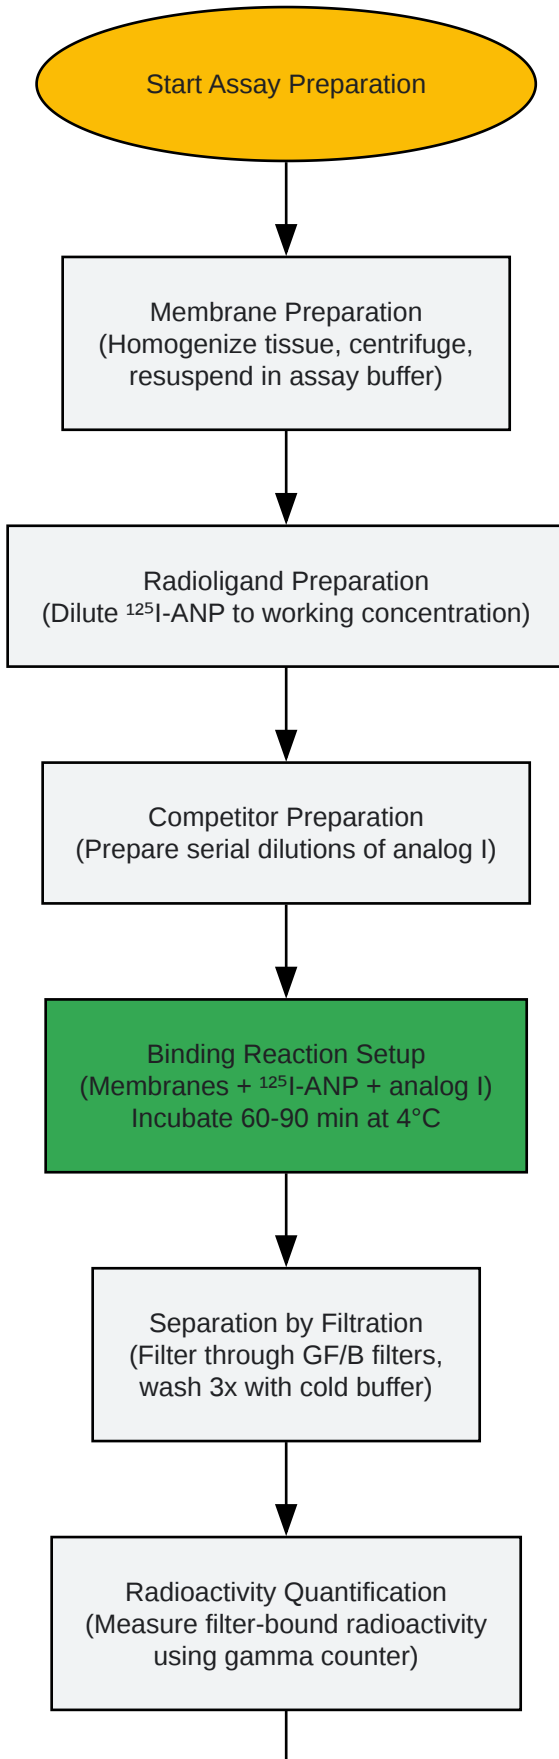 Start Assay Preparation
Membrane Preparation
(Homogenize tissue, centrifuge,
resuspend in assay buffer)
Radioligand Preparation
(Dilute ¹²⁵I-ANP to working concentration)
Competitor Preparation
(Prepare serial dilutions of analog I)
Binding Reaction Setup
(Membranes + ¹²⁵I-ANP + analog I)
Incubate 60-90 min at 4°C
Separation by Filtration
(Filter through GF/B filters,
wash 3x with cold buffer)
Radioactivity Quantification
(Measure filter-bound radioactivity
using gamma counter)